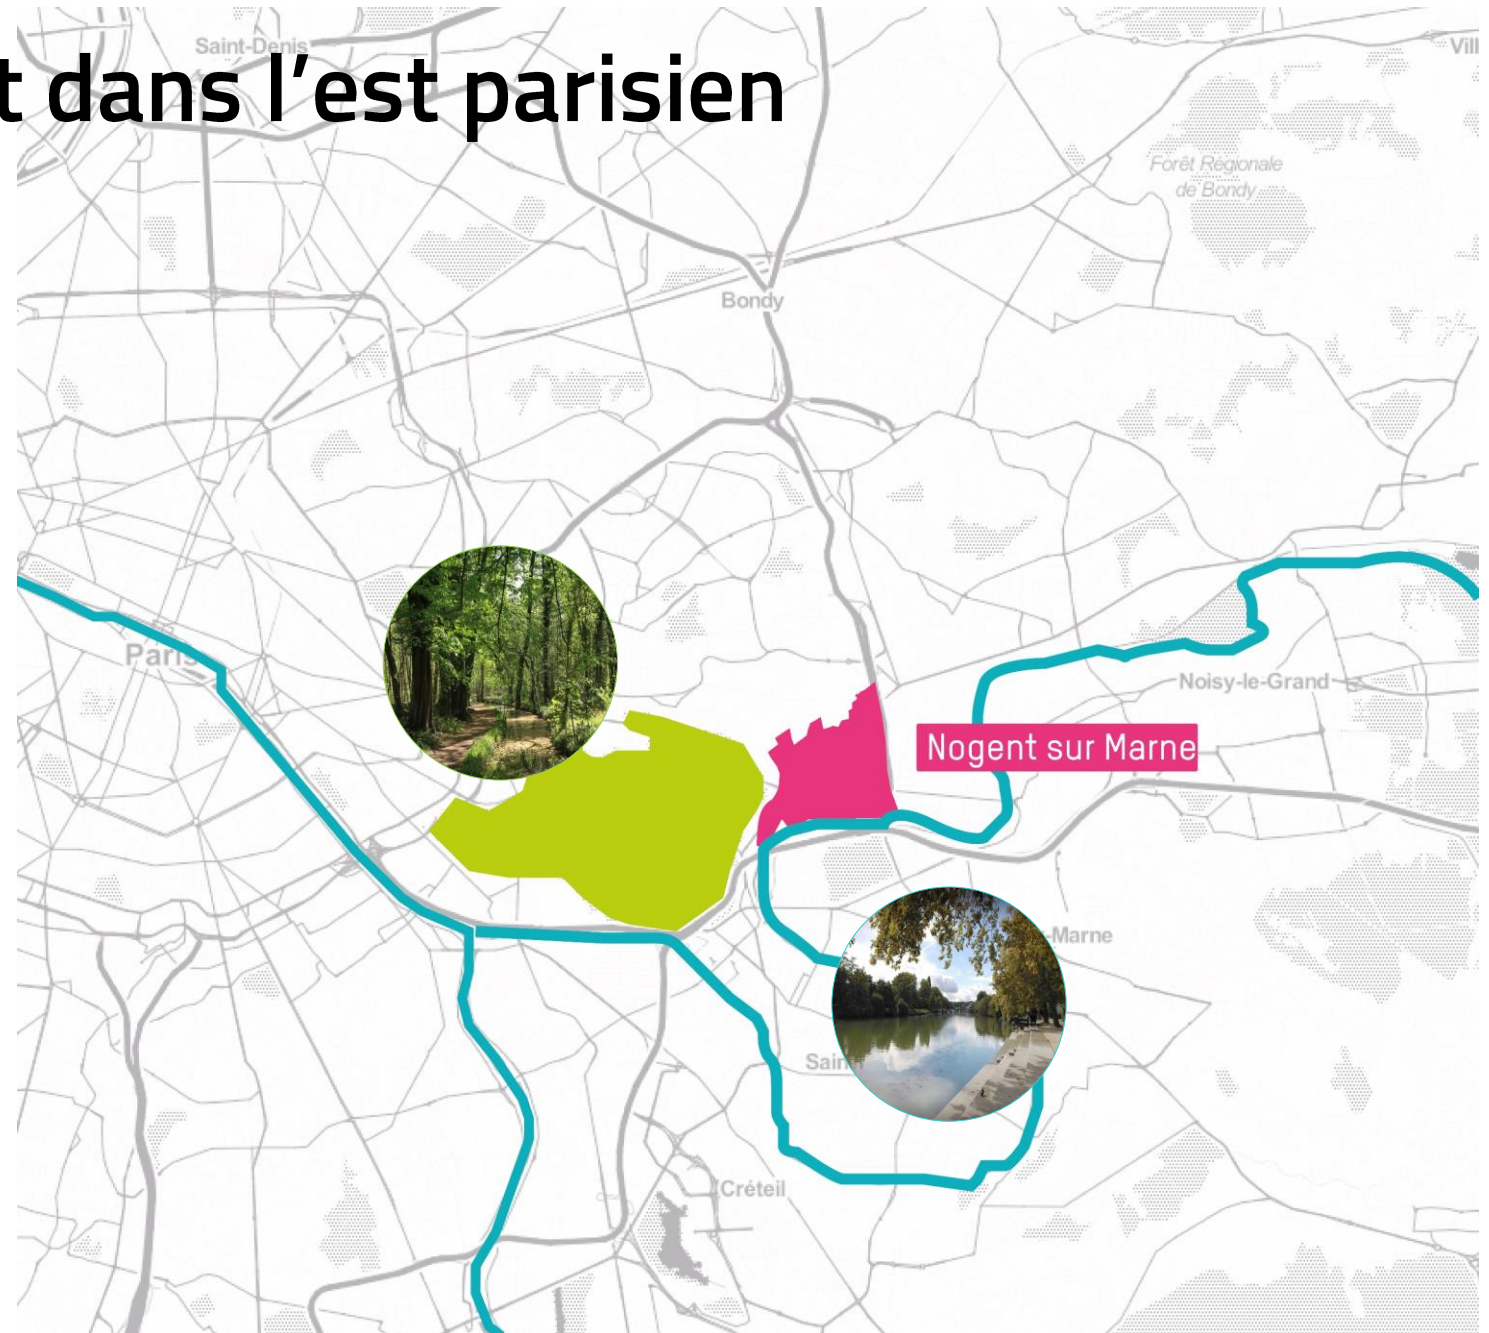 Saint-Denis
t dans l’est parisien
Forêt Régionale
de Bondy
Bondy
Paris
Noisy-le-Grand
Nogent sur Marne
-Marne
Créteil